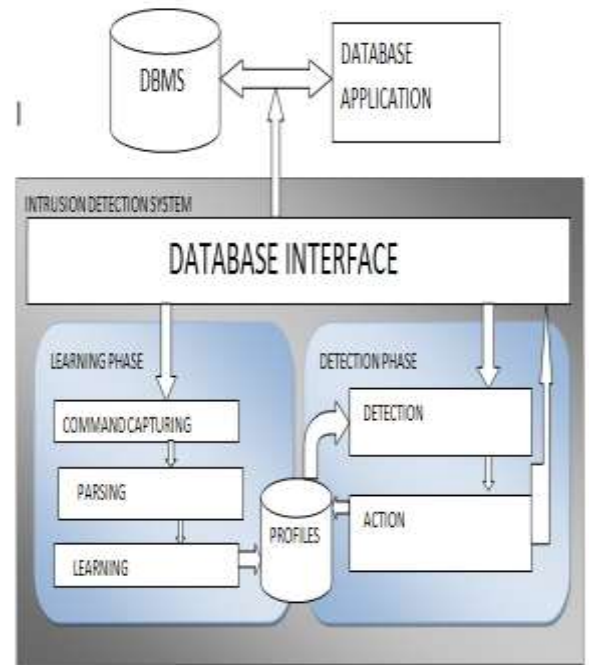 DBMS
DATABASE
APPLICATION
INTRUSION DETECTION SYSTEM
DATABASE INTERFACE
LEARNING PHASE
DETECTION PHASE
COMMAND CAPTURING
DETECTION
PARSING
PROFILES
ACTION
LEARNING